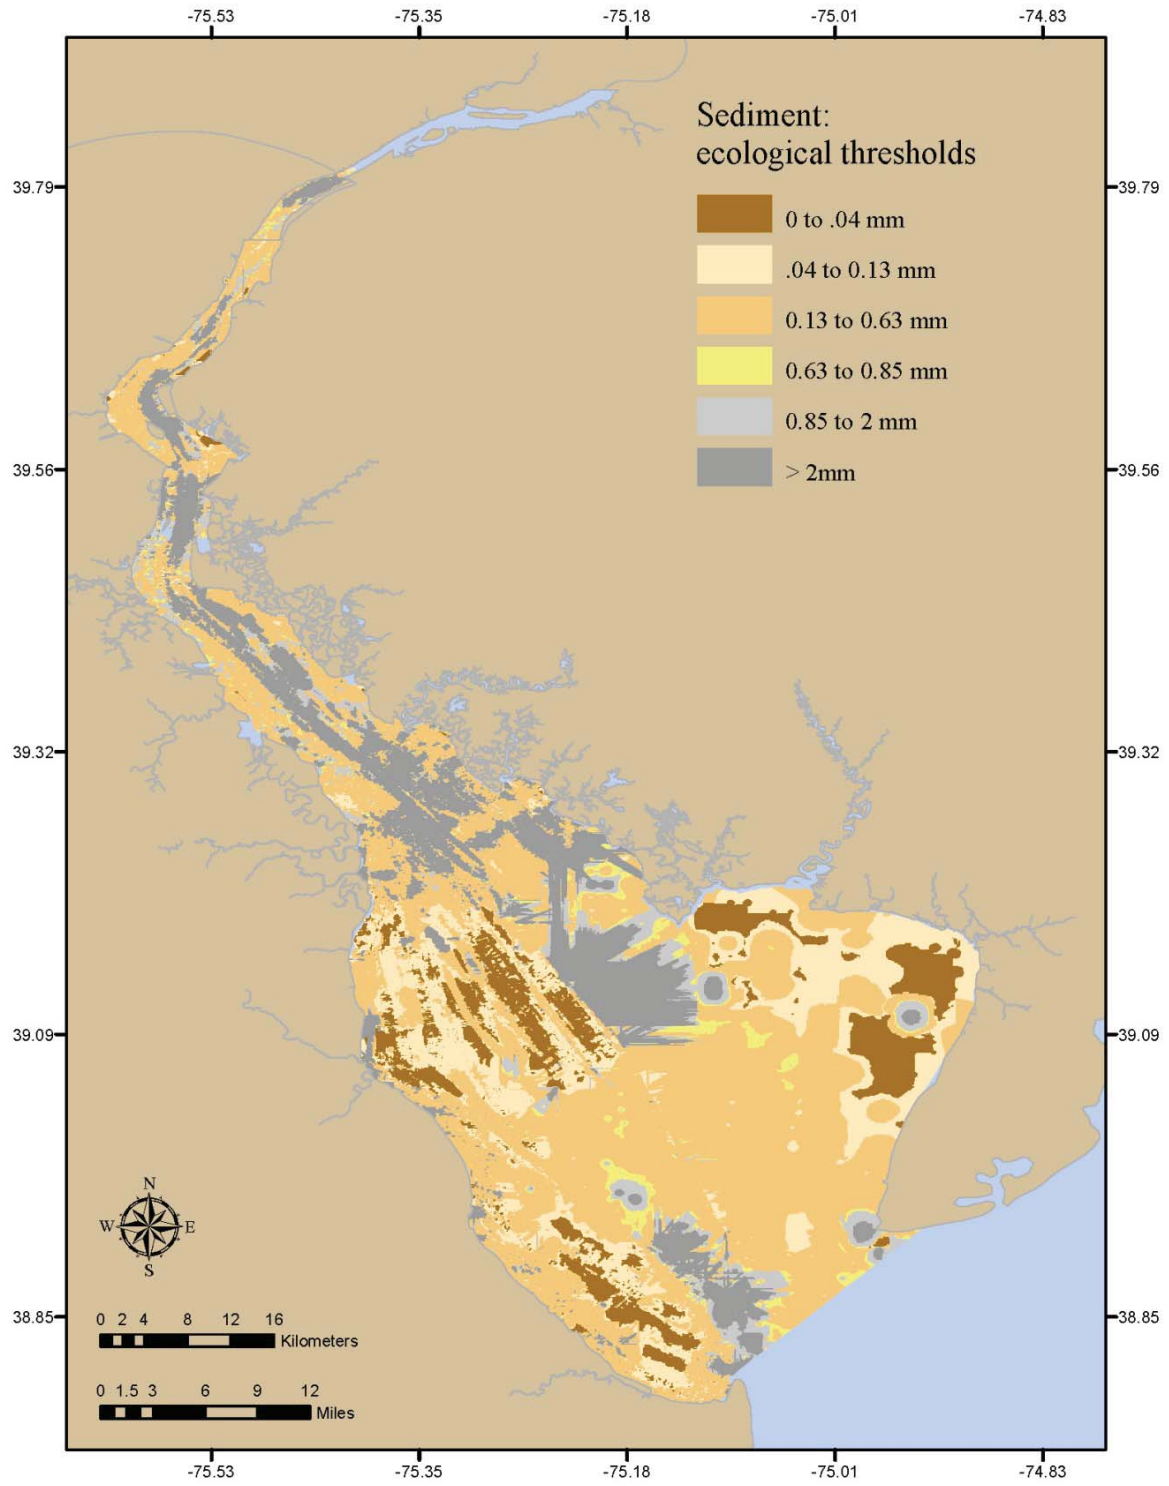 -75.53 -75.35 -75.18 -75.01 -74.83
Sediment:
ecological thresholds
39.79 39.79
0 to .04 mm
.04 to 0.13 mm
0.13 to 0.63 mm
0.63 to 0.85 mm
0.85 to 2 mm
39.56 39.56
> 2mm
39.32 39.32
39.09 39.09
N
W E
S
38.85 38.85
0 2 4 8 12 16
Kilometers
0 1.5 3 6 9 12
Miles
-75.53 -75.35 -75.18 -75.01 -74.83